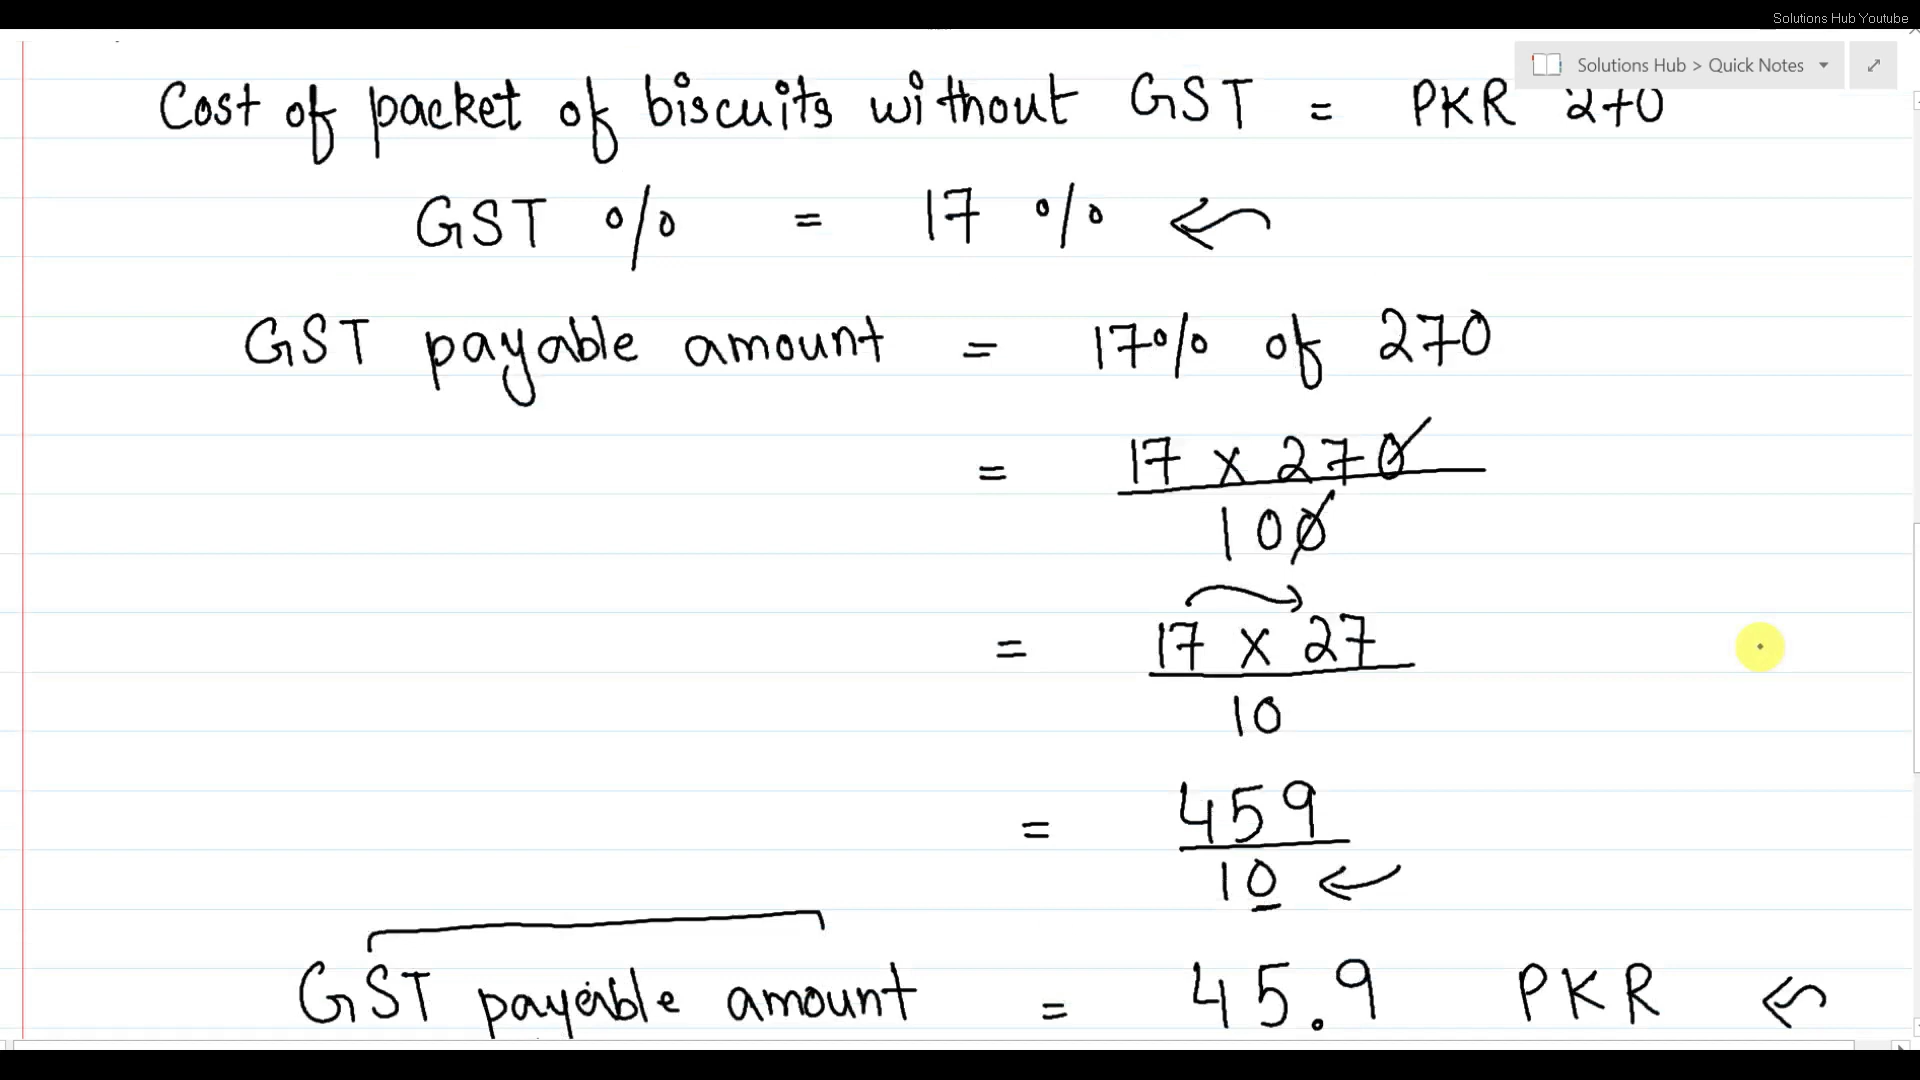 Solutions Hub Youtube
Solutions Hub > Quick Notes
Cost of packet of biscuits without GST = PKR 270
GST % = 17 %
GST payable amount = 17% of 270
= 17 x 270
100
= 17 x 27
10
= 459
10
GST payable amount = 45.9 PKR